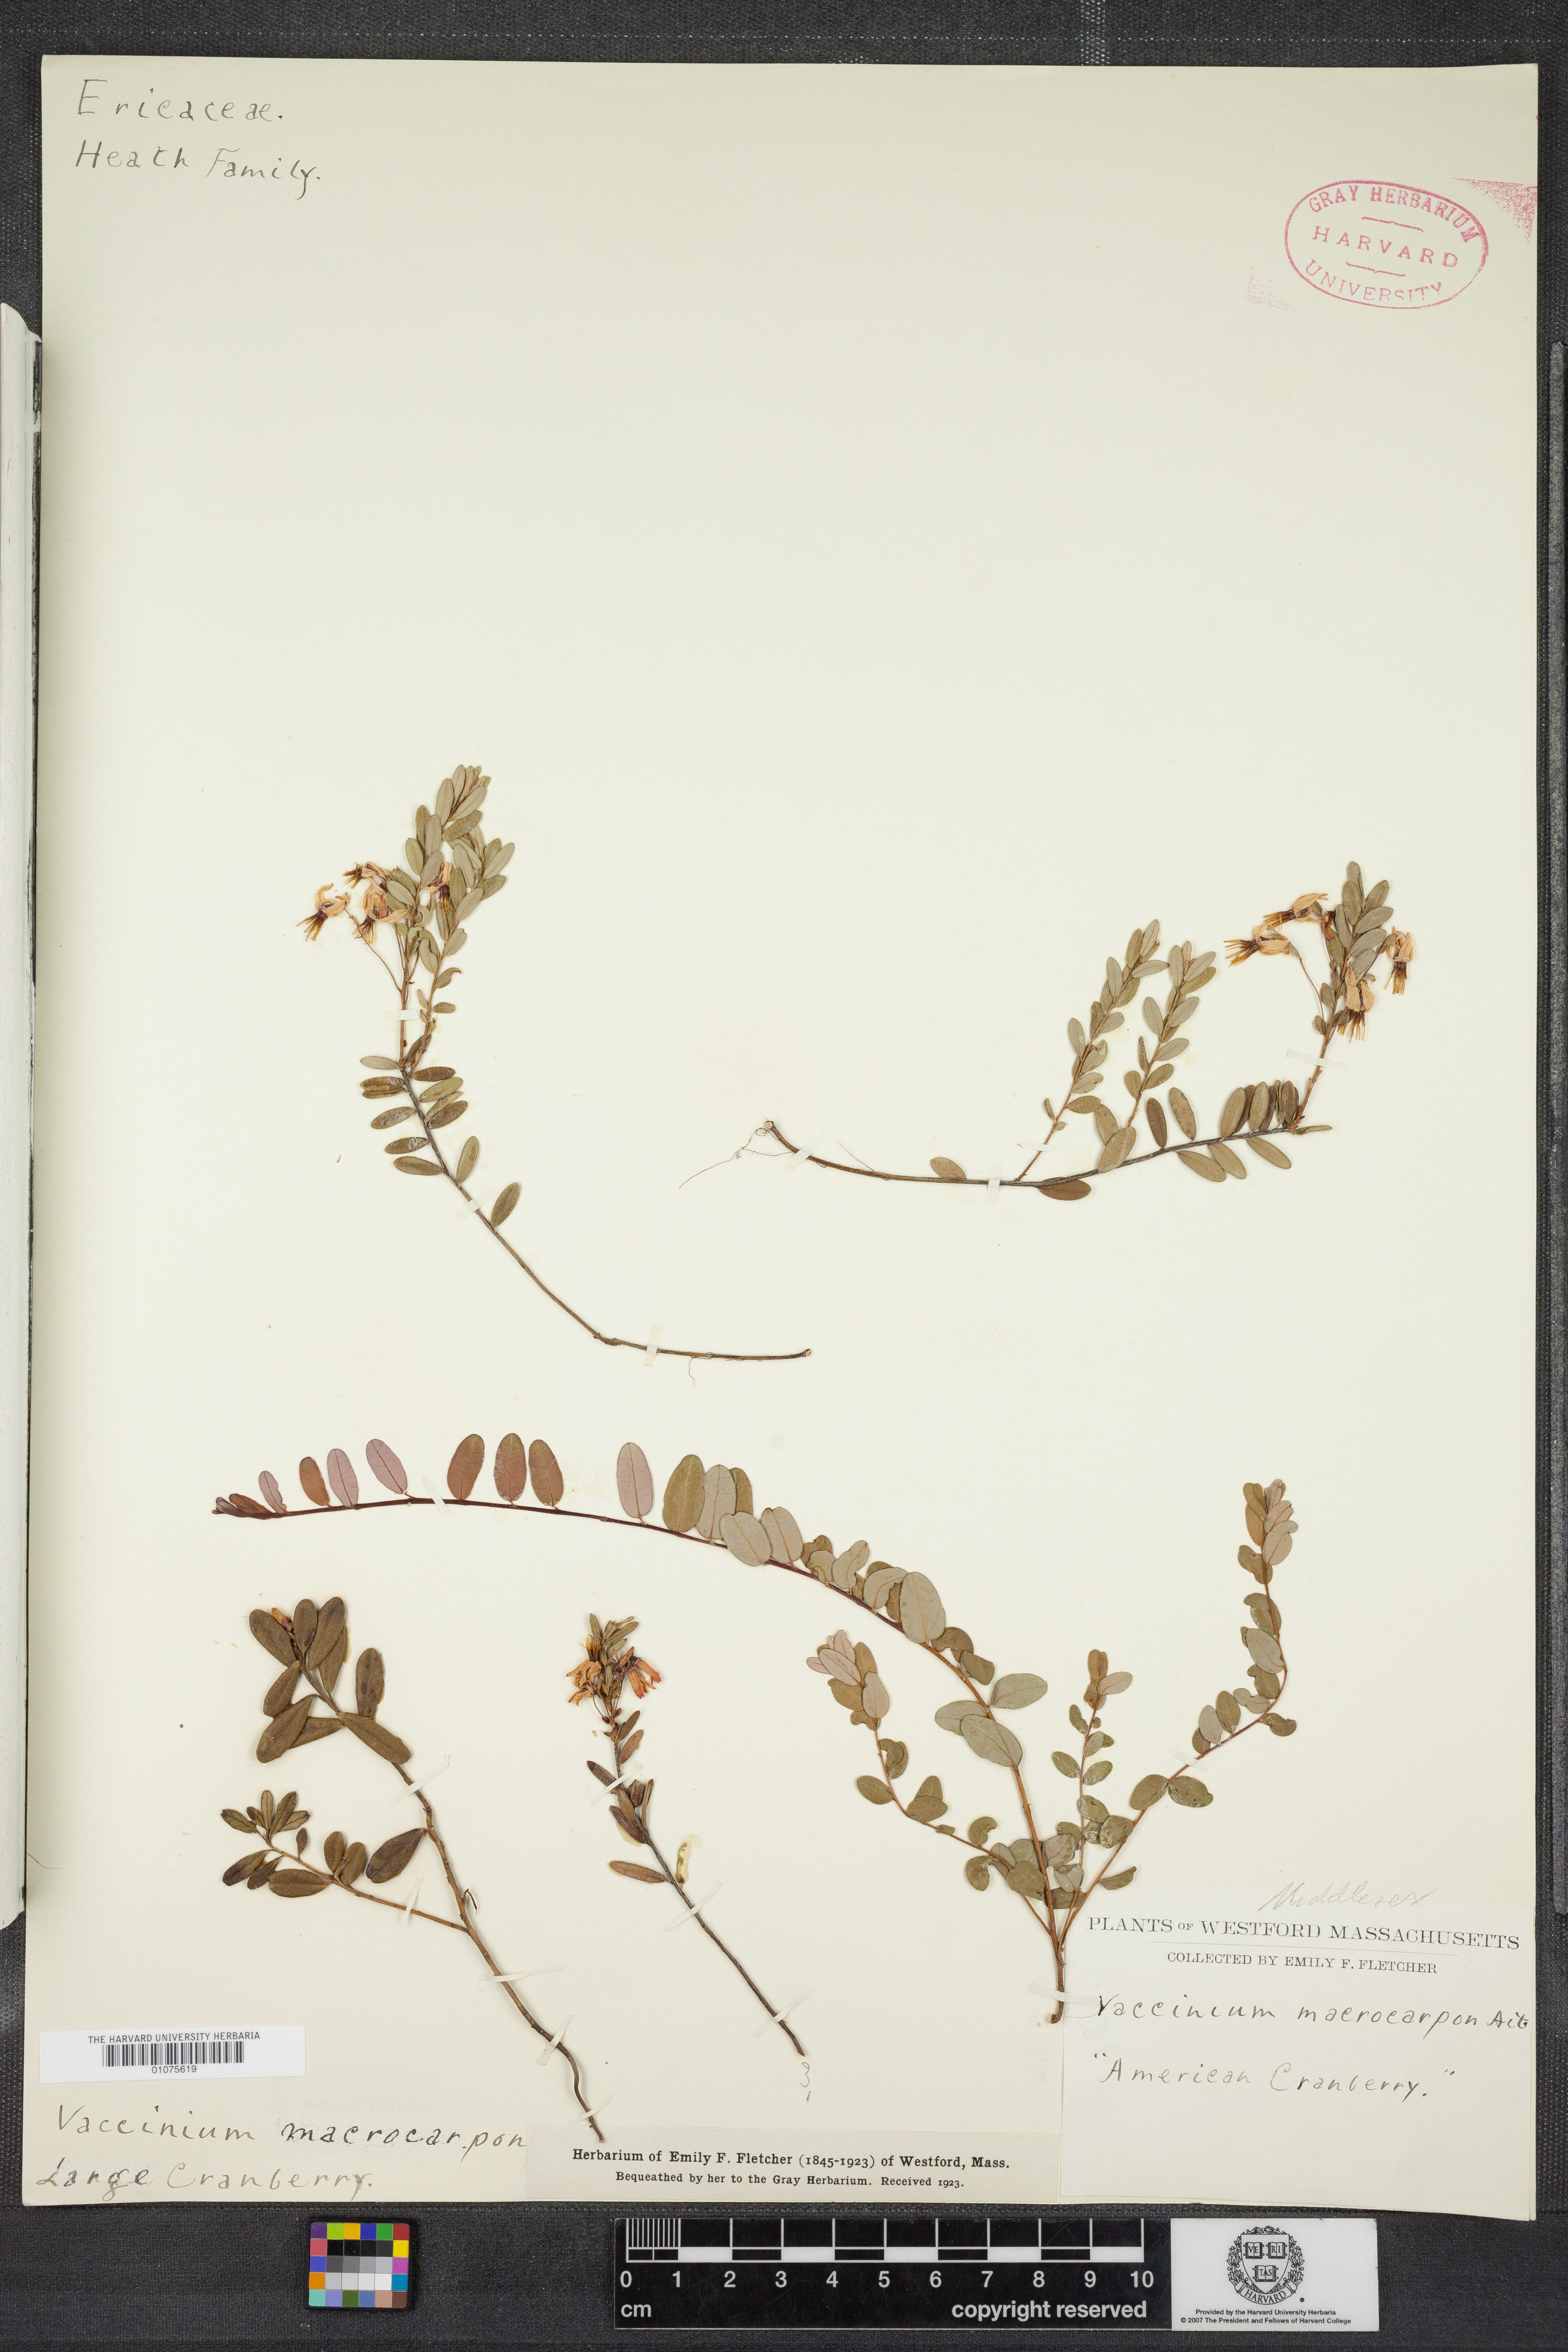 Ericaceae.
Heath Family.
GRAY HERBARIUM
HARVARD
UNIVERSITY
Middlesex
PLANTS OF WESTFORD MASSACHUSETTS
COLLECTED BY EMILY F. FLETCHER
Vaccinium macrocarpon Ait
"American Cranberry."
THE HARVARD UNIVERSITY HERBARIA
01075619
Vaccinium macrocarpon
Large Cranberry.
Herbarium of Emily F. Fletcher (1845-1923) of Westford, Mass.
Bequeathed by her to the Gray Herbarium. Received 1923.
0 1 2 3 4 5 6 7 8 9 10
cm copyright reserved
VE RI
TAS
HARVARD
Provided by the Harvard University Herbaria
© 2007 The President and Fellows of Harvard College